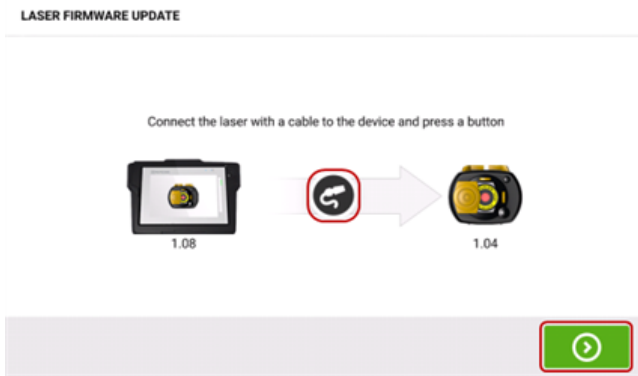 LASER FIRMWARE UPDATE
Connect the laser with a cable to the device and press a button
1.08
1.04